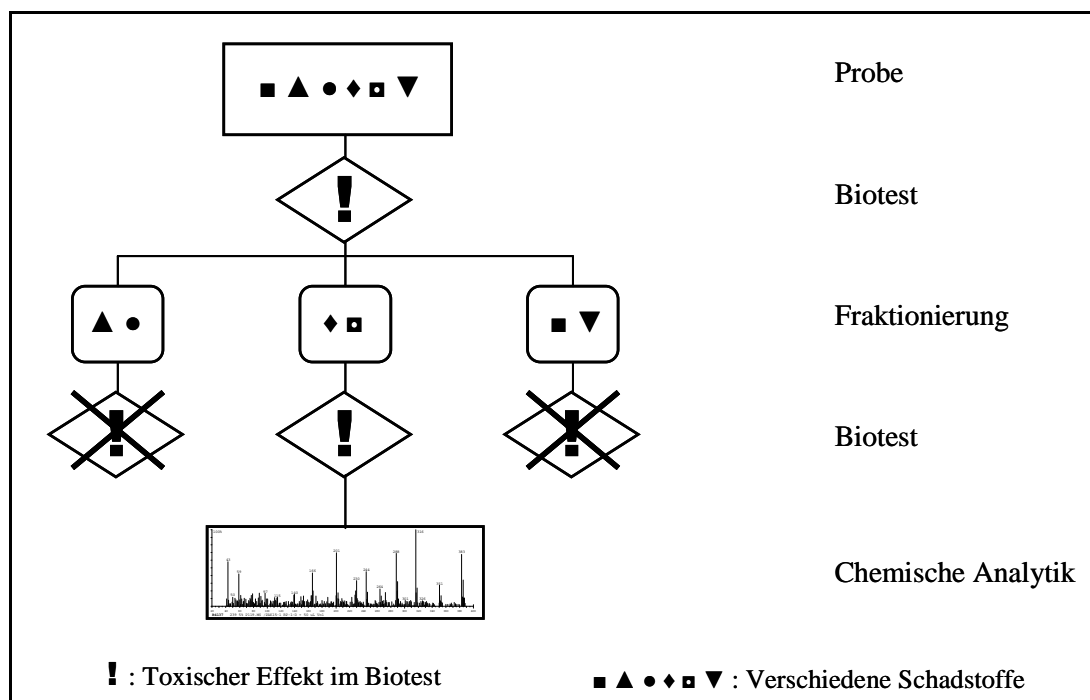 Probe
!
Biotest
Fraktionierung
! ! !
Biotest
Chemische Analytik
! : Toxischer Effekt im Biotest
■ ▲ ● ♦ ◘ ▼ : Verschiedene Schadstoffe